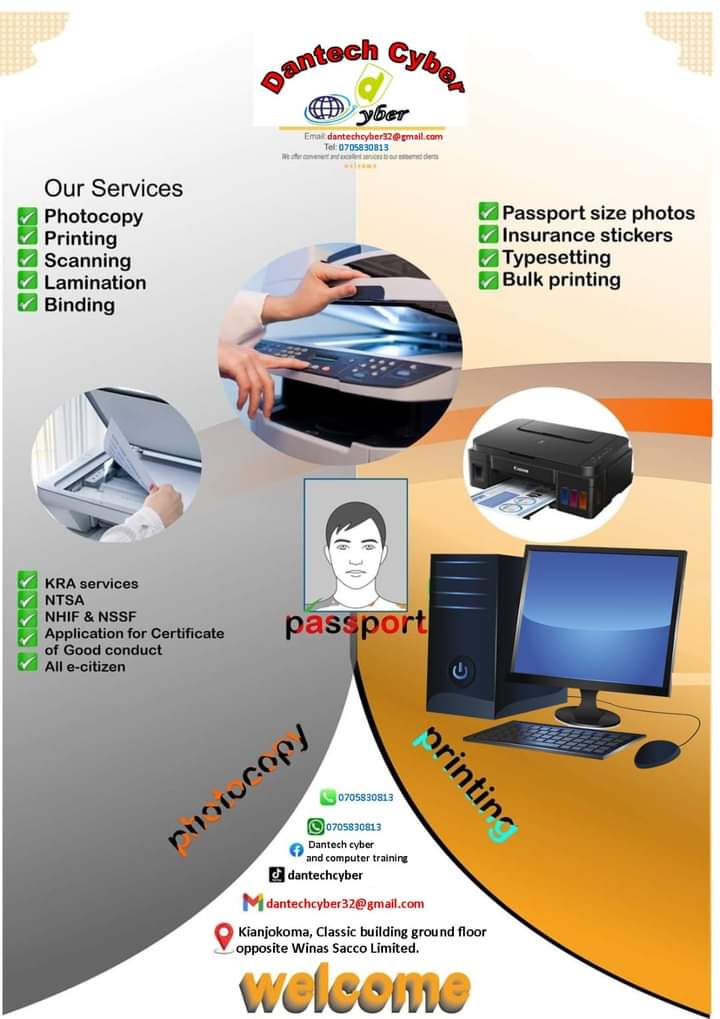 Dantech Cyber
d
yber
Email: dantechcyber32@gmail.com
Tel: 0705830813
We offer convenient and excellent services to our esteemed clients
welcome
Our Services
Photocopy
Printing
Scanning
Lamination
Binding
Passport size photos
Insurance stickers
Typesetting
Bulk printing
Canon
KRA services
NTSA
NHIF & NSSF
Application for Certificate
of Good conduct
All e-citizen
passport
photocopy
printing
0705830813
0705830813
Dantech cyber
and computer training
dantechcyber
dantechcyber32@gmail.com
Kianjokoma, Classic building ground floor
opposite Winas Sacco Limited.
welcome